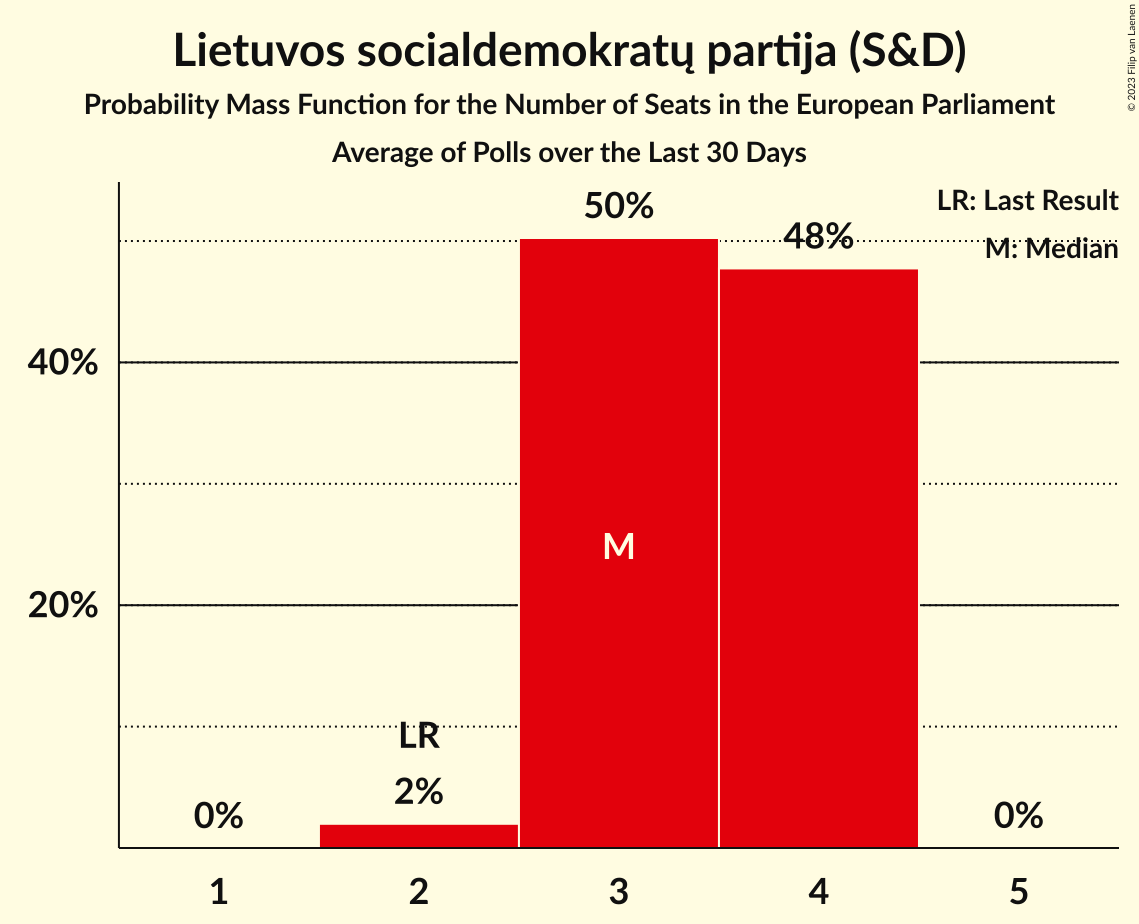 Lietuvos socialdemokratų partija (S&D)
Probability Mass Function for the Number of Seats in the European Parliament
Average of Polls over the Last 30 Days
© 2023 Filip van Laenen
LR: Last Result
M: Median
50%
48%
40%
M
20%
LR
2%
0%
0%
1
2
3
4
5